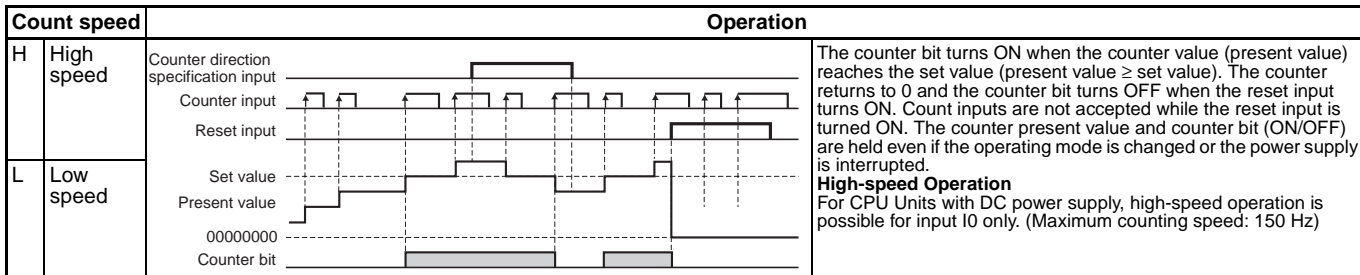 Count speed
Operation
H
High
speed
L
Low
speed
Counter direction
specification input
Counter input
Reset input
Set value
Present value
00000000
Counter bit
The counter bit turns ON when the counter value (present value)
reaches the set value (present value ≥ set value). The counter
returns to 0 and the counter bit turns OFF when the reset input
turns ON. Count inputs are not accepted while the reset input is
turned ON. The counter present value and counter bit (ON/OFF)
are held even if the operating mode is changed or the power supply
is interrupted.
High-speed Operation
For CPU Units with DC power supply, high-speed operation is
possible for input I0 only. (Maximum counting speed: 150 Hz)